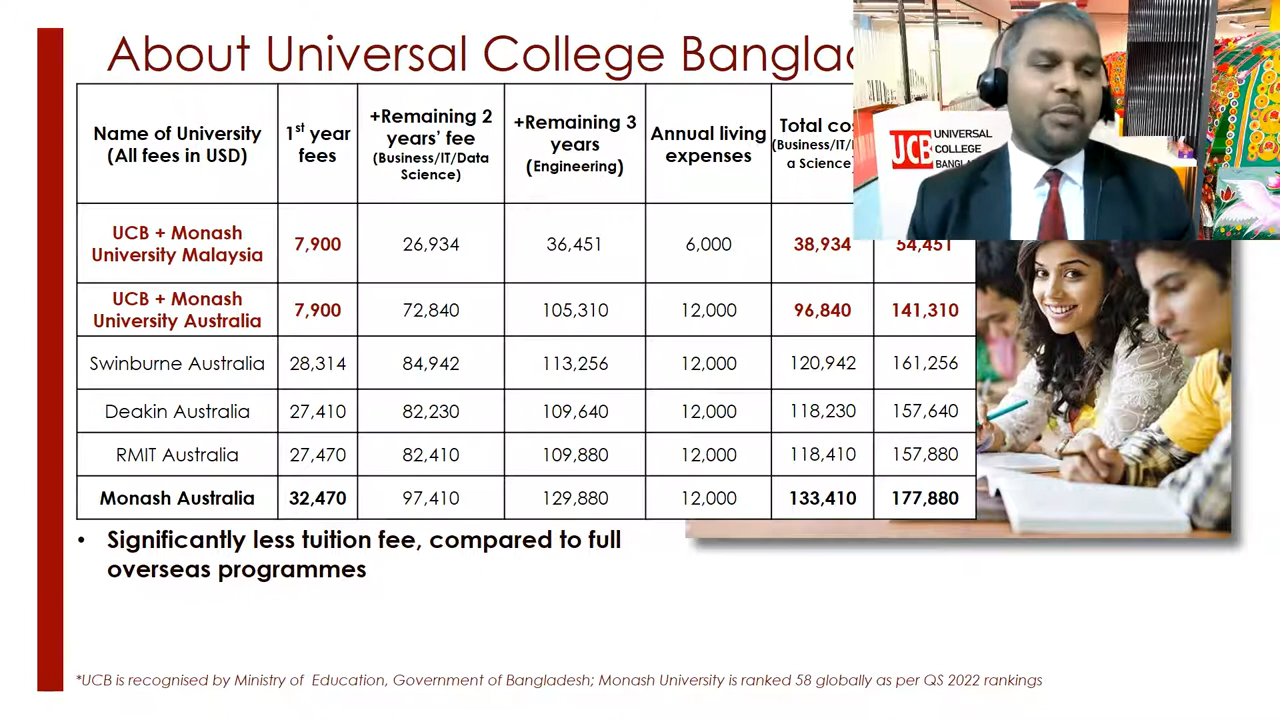 About Universal College
UCB UNIVERSAL
COLLEGE
Name of University
(All fees in USD)
1st year
fees
+Remaining 2
years' fee
(Business/IT/Data
Science)
+Remaining 3
years
(Engineering)
Annual living
expenses
Total
a Science
UCB + Monash
University Malaysia
7,900
26,934
36,451
6,000
38,934
54,451
UCB + Monash
University Australia
7,900
72,840
105,310
12,000
96,840
141,310
Swinburne Australia
28,314
84,942
113,256
12,000
120,942
161,256
Deakin Australia
27,410
82,230
109,640
12,000
118,230
157,640
RMIT Australia
27,470
82,410
109,880
12,000
118,410
157,880
Monash Australia
32,470
97,410
129,880
12,000
133,410
177,880
• Significantly less tuition fee, compared to full
overseas programmes
*UCB is recognised by Ministry of Education, Government of Bangladesh; Monash University is ranked 58 globally as per QS 2022 rankings